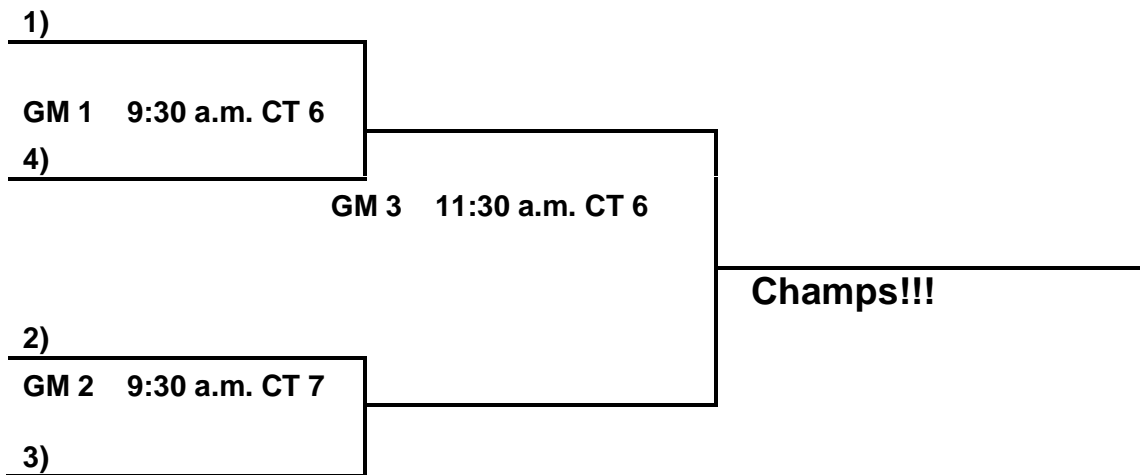 1)
GM 1 9:30 a.m. CT 6
4)
GM 3 11:30 a.m. CT 6
Champs!!!
2)
GM 2 9:30 a.m. CT 7
3)